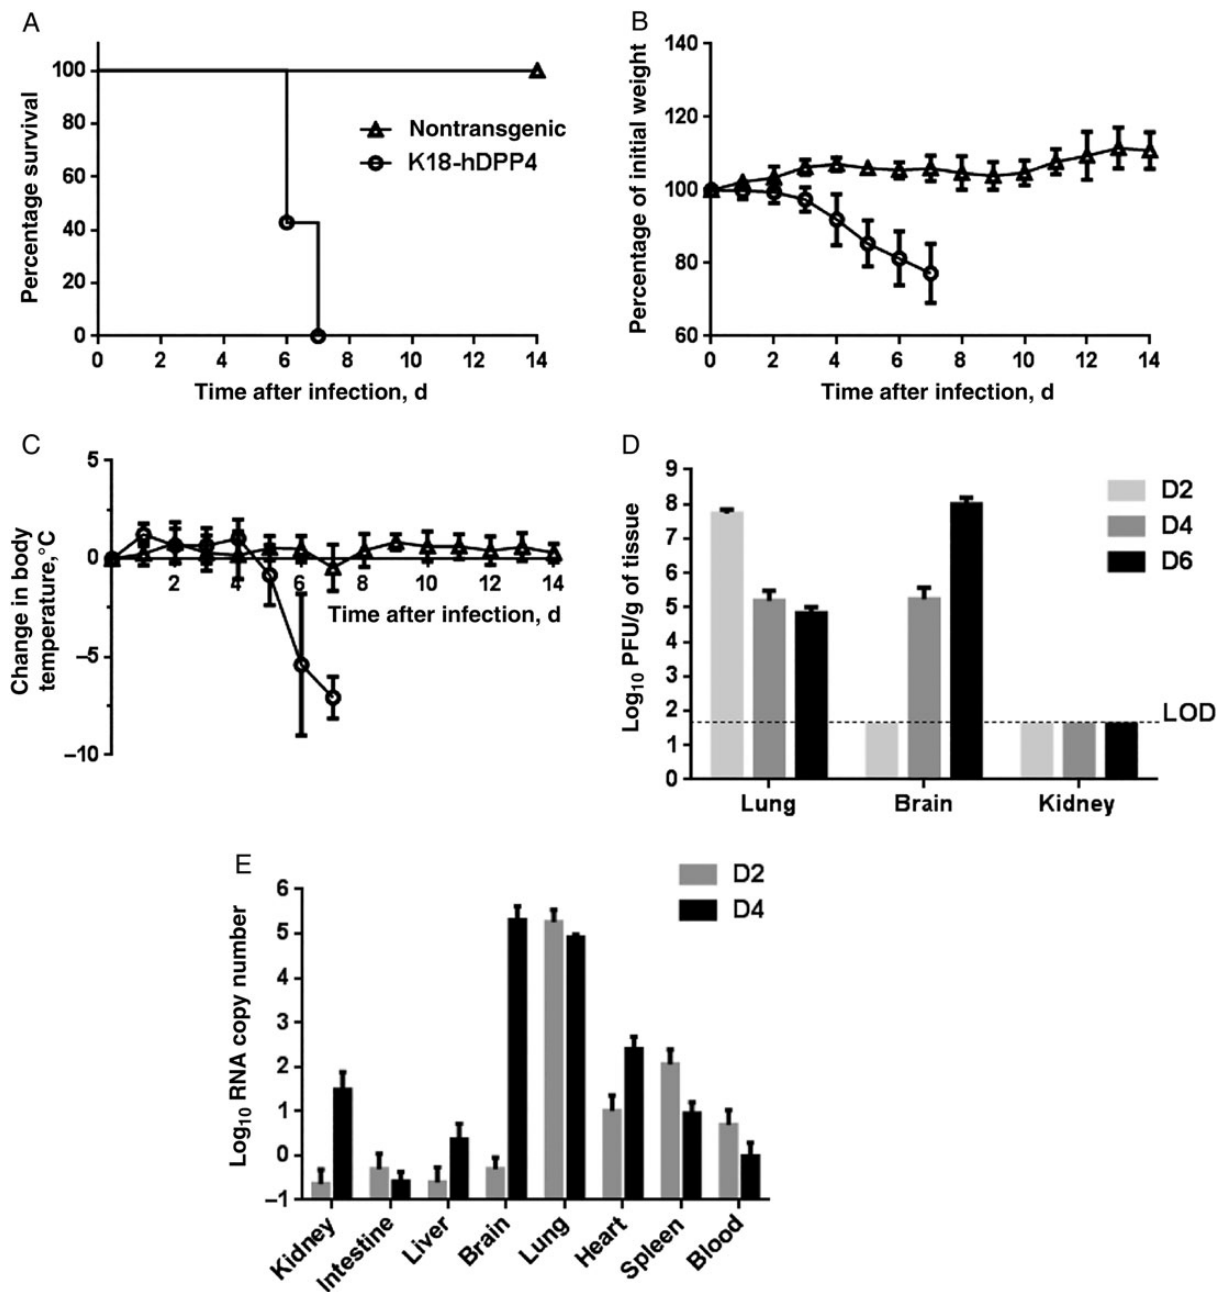 A
Percentage survival
100
80
60
40
20
0
0 2 4 6 8 10 12 14
Time after infection, d
Nontransgenic
K18-hDPP4
B
Percentage of initial weight
140
120
100
80
60
0 2 4 6 8 10 12 14
Time after infection, d
C
Change in body
temperature,°C
5
0
–5
–10
2 4 6 8 10 12 14
Time after infection, d
D
Log10 PFU/g of tissue
9
8
7
6
5
4
3
2
1
0
D2
D4
D6
LOD
Lung Brain Kidney
E
Log10 RNA copy number
6
5
4
3
2
1
0
–1
D2
D4
Kidney
Intestine
Liver
Brain
Lung
Heart
Spleen
Blood